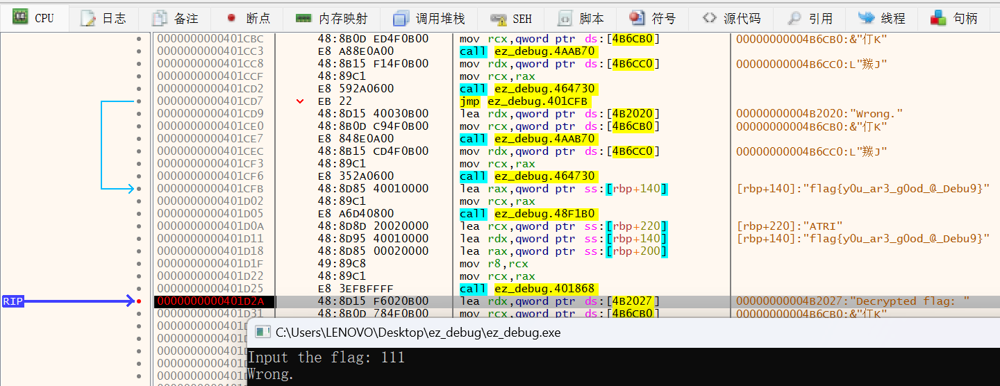 CPU 日志 备注 断点 内存映射 调用堆栈 SEH 脚本 符号 源代码 引用 线程 句柄
0000000000401CBC 48:8B0D ED4F0B00 mov rcx,qword ptr ds:[4B6CB0] 00000000004B6CB0:&"仃K"
0000000000401CC3 E8 A88E0A00 call ez_debug.4AAB70
0000000000401CC8 48:8B15 F14F0B00 mov rdx,qword ptr ds:[4B6CC0] 00000000004B6CC0:L"羰J"
0000000000401CCF 48:89C1 mov rcx,rax
0000000000401CD2 E8 592A0600 call ez_debug.464730
0000000000401CD7 EB 22 jmp ez_debug.401CFB
0000000000401CD9 48:8D15 40030B00 lea rdx,qword ptr ds:[4B2020] 00000000004B2020:"Wrong."
0000000000401CE0 48:8B0D C94F0B00 mov rcx,qword ptr ds:[4B6CB0] 00000000004B6CB0:&"仃K"
0000000000401CE7 E8 848E0A00 call ez_debug.4AAB70
0000000000401CEC 48:8B15 CD4F0B00 mov rdx,qword ptr ds:[4B6CC0] 00000000004B6CC0:L"羰J"
0000000000401CF3 48:89C1 mov rcx,rax
0000000000401CF6 E8 352A0600 call ez_debug.464730
0000000000401CFB 48:8D85 40010000 lea rax,qword ptr ss:[rbp+140] [rbp+140]:"flag{y0u_ar3_g0od_@_Debu9}"
0000000000401D02 48:89C1 mov rcx,rax
0000000000401D05 E8 A6D40800 call ez_debug.48F1B0
0000000000401D0A 48:8D8D 20020000 lea rcx,qword ptr ss:[rbp+220] [rbp+220]:"ATRI"
0000000000401D11 48:8D95 40010000 lea rdx,qword ptr ss:[rbp+140] [rbp+140]:"flag{y0u_ar3_g0od_@_Debu9}"
0000000000401D18 48:8D85 00020000 lea rax,qword ptr ss:[rbp+200]
0000000000401D1F 49:89C8 mov r8,rcx
0000000000401D22 48:89C1 mov rcx,rax
0000000000401D25 E8 3EFBFFFF call ez_debug.401868
RIP 0000000000401D2A 48:8D15 F6020B00 lea rdx,qword ptr ds:[4B2027] 00000000004B2027:"Decrypted flag: "
0000000000401D31 48:8B0D 784F0B00 mov rcx,qword ptr ds:[4B6CB0] 00000000004B6CB0:&"仃K"
C:\Users\LENOVO\Desktop\ez_debug\ez_debug.exe
Input the flag: 111
Wrong.